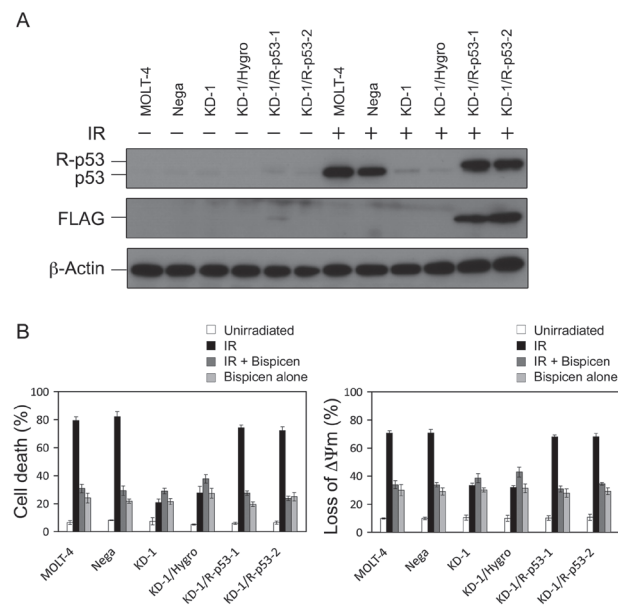 A
MOLT-4
Nega
KD-1
KD-1/Hygro
KD-1/R-p53-1
KD-1/R-p53-2
MOLT-4
Nega
KD-1
KD-1/Hygro
KD-1/R-p53-1
KD-1/R-p53-2
IR – – – – – – + + + + + +
R-p53
p53
FLAG
β-Actin
B
Unirradiated
IR
IR + Bispicen
Bispicen alone
Cell death (%)
100
80
60
40
20
0
MOLT-4
Nega
KD-1
KD-1/Hygro
KD-1/R-p53-1
KD-1/R-p53-2
Unirradiated
IR
IR + Bispicen
Bispicen alone
Loss of ΔΨm (%)
100
80
60
40
20
0
MOLT-4
Nega
KD-1
KD-1/Hygro
KD-1/R-p53-1
KD-1/R-p53-2